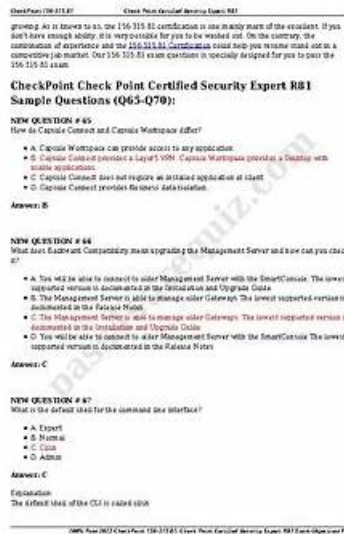 CheckPoint 156-315.81 Check Point Certified Security Expert R81
growing. As is known to us, the 156-315.81 certification is one mainly mark of the excellent. If you
don't have enough ability, it is very possible for you to be washed out. On the contrary, the
combination of experience and the 156-315.81 Certification could help you resume stand out in a
competitive job market. Our 156-315.81 exam questions is specially designed for you to pass the
156-315.81 exam.
CheckPoint Check Point Certified Security Expert R81
Sample Questions (Q65-Q70):
NEW QUESTION # 65
How do Capsule Connect and Capsule Workspace differ?
A. Capsule Workspace can provide access to any application.
B. Capsule Connect provides a Layer3 VPN. Capsule Workspace provides a Desktop with
usable applications.
C. Capsule Connect does not require an installed application at client.
D. Capsule Connect provides Business data isolation.
Answer: B
NEW QUESTION # 66
What does Backward Compatibility mean upgrading the Management Server and how can you chec
it?
A. You will be able to connect to older Management Server with the SmartConsole. The lowes
supported version is documented in the Installation and Upgrade Guide
B. The Management Server is able to manage older Gateways. The lowest supported version is
documented in the Release Notes
C. The Management Server is able to manage older Gateways. The lowest supported version i
documented in the Installation and Upgrade Guide
D. You will be able to connect to older Management Server with the SmartConsole The lowest
supported version is documented in the Release Notes
Answer: C
NEW QUESTION # 67
What is the default shell for the command line interface?
A. Expert
B. Normal
C. Clish
D. Admin
Answer: C
Explanation
The default shell of the CLI is called clish